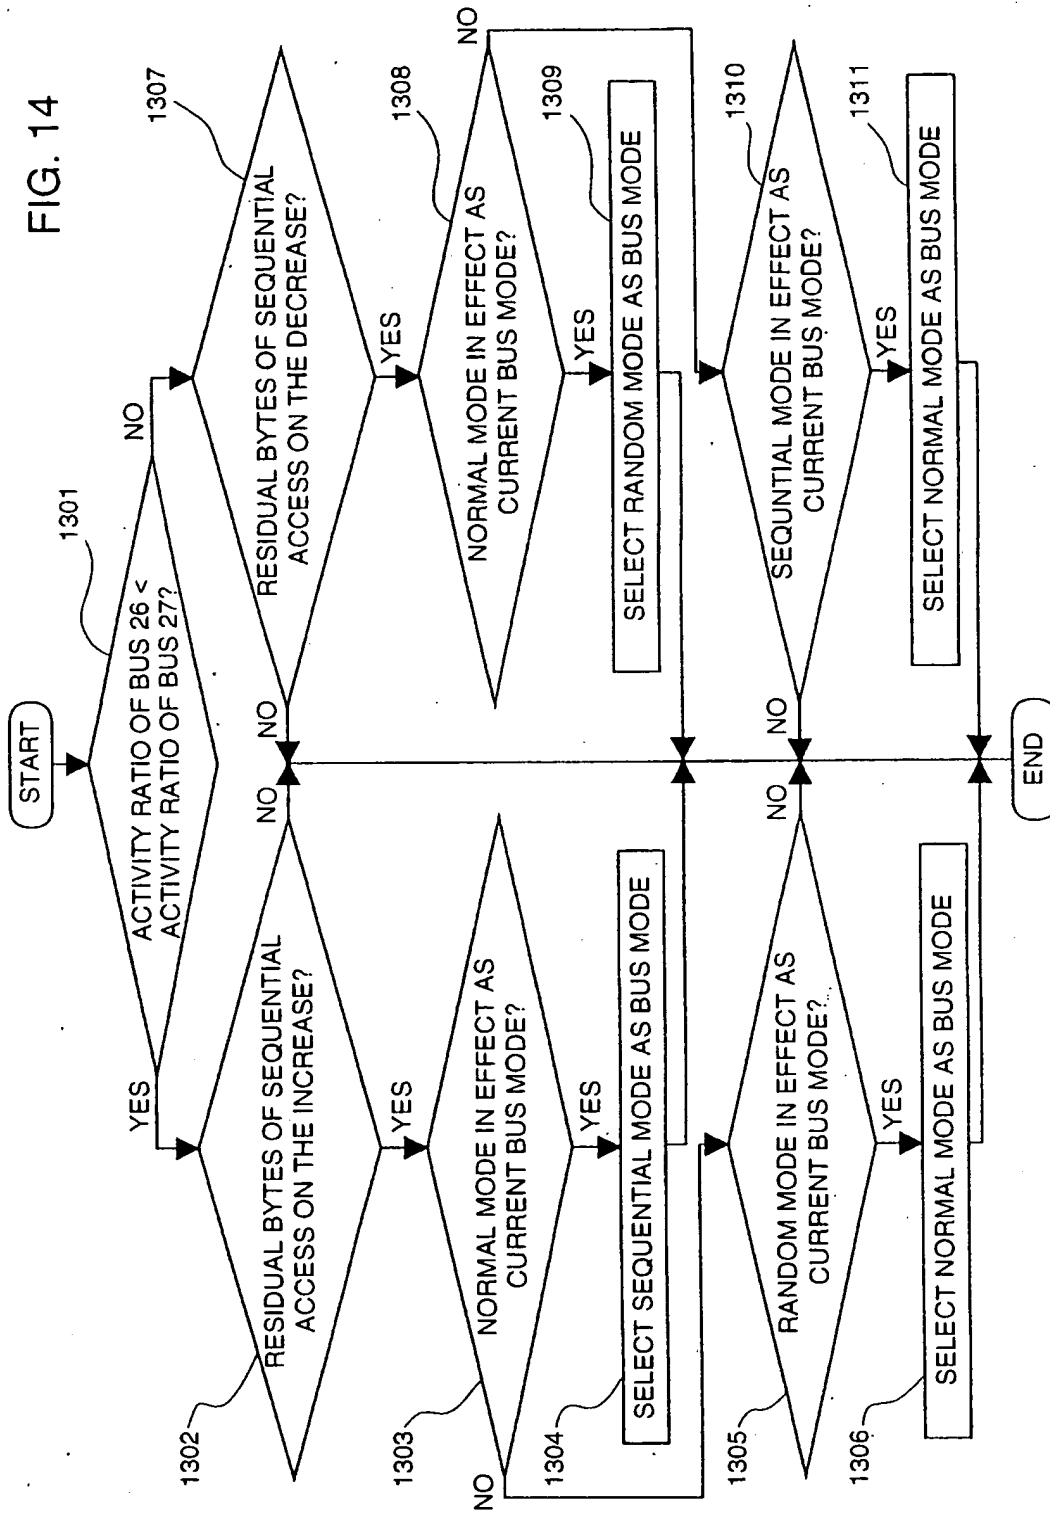 FIG. 14
START
1301
ACTIVITY RATIO OF BUS 26 <
ACTIVITY RATIO OF BUS 27?
YES
NO
1302
RESIDUAL BYTES OF SEQUENTIAL
ACCESS ON THE INCREASE?
NO
YES
1303
NORMAL MODE IN EFFECT AS
CURRENT BUS MODE?
NO
YES
1304
SELECT SEQUENTIAL MODE AS BUS MODE
1305
RANDOM MODE IN EFFECT AS
CURRENT BUS MODE?
NO
YES
1306
SELECT NORMAL MODE AS BUS MODE
1307
RESIDUAL BYTES OF SEQUENTIAL
ACCESS ON THE DECREASE?
NO
YES
1308
NORMAL MODE IN EFFECT AS
CURRENT BUS MODE?
NO
YES
1309
SELECT RANDOM MODE AS BUS MODE
1310
SEQUNTIAL MODE IN EFFECT AS
CURRENT BUS MODE?
NO
YES
1311
SELECT NORMAL MODE AS BUS MODE
END